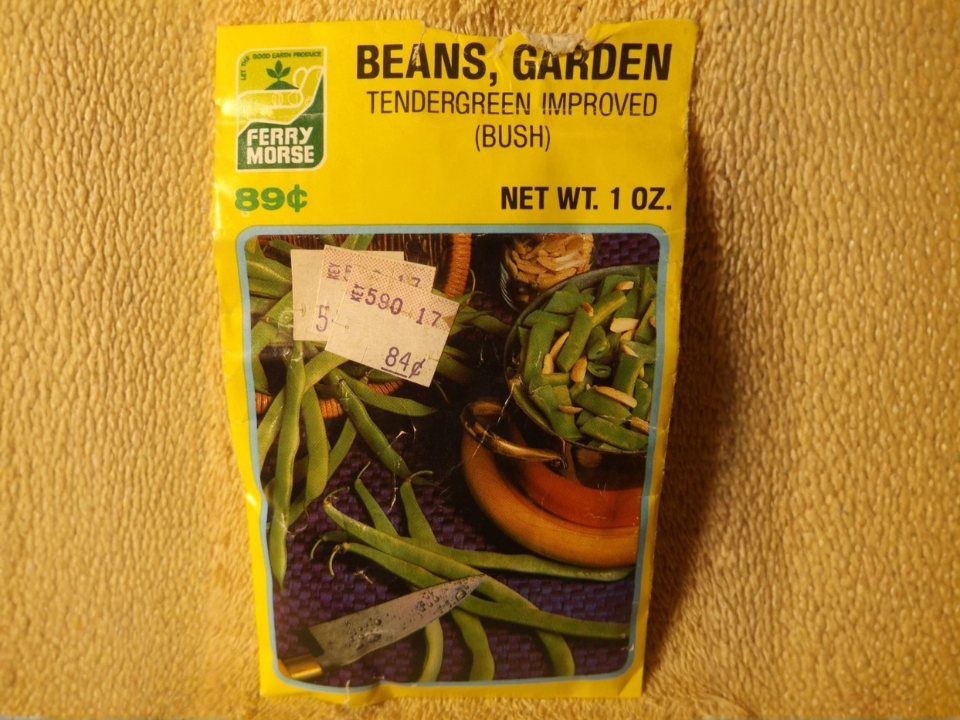 LET THE GOOD EARTH PRODUCE
FERRY
MORSE
BEANS, GARDEN
TENDERGREEN IMPROVED
(BUSH)
89¢
NET WT. 1 OZ.
KEY 590 17
84¢